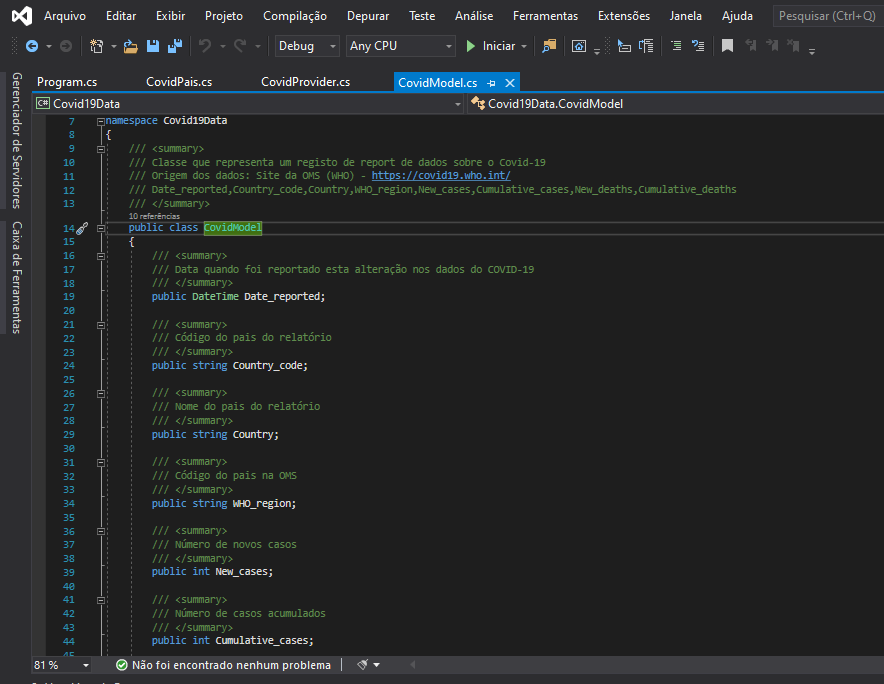 Arquivo Editar Exibir Projeto Compilação Depurar Teste Análise Ferramentas Extensões Janela Ajuda Pesquisar (Ctrl+Q)
Debug Any CPU Iniciar
Program.cs CovidPais.cs CovidProvider.cs CovidModel.cs
Gerenciador de Servidores
Caixa de Ferramentas
C# Covid19Data Covid19Data.CovidModel
7 namespace Covid19Data
8 {
9 /// <summary>
10 /// Classe que representa um registo de report de dados sobre o Covid-19
11 /// Origem dos dados: Site da OMS (WHO) - https://covid19.who.int/
12 /// Date_reported,Country_code,Country,WHO_region,New_cases,Cumulative_cases,New_deaths,Cumulative_deaths
13 /// </summary>
10 referências
14 public class CovidModel
15 {
16 /// <summary>
17 /// Data quando foi reportado esta alteração nos dados do COVID-19
18 /// </summary>
19 public DateTime Date_reported;
20
21 /// <summary>
22 /// Código do pais do relatório
23 /// </summary>
24 public string Country_code;
25
26 /// <summary>
27 /// Nome do pais do relatório
28 /// </summary>
29 public string Country;
30
31 /// <summary>
32 /// Código do pais na OMS
33 /// </summary>
34 public string WHO_region;
35
36 /// <summary>
37 /// Número de novos casos
38 /// </summary>
39 public int New_cases;
40
41 /// <summary>
42 /// Número de casos acumulados
43 /// </summary>
44 public int Cumulative_cases;
45
81 % Não foi encontrado nenhum problema